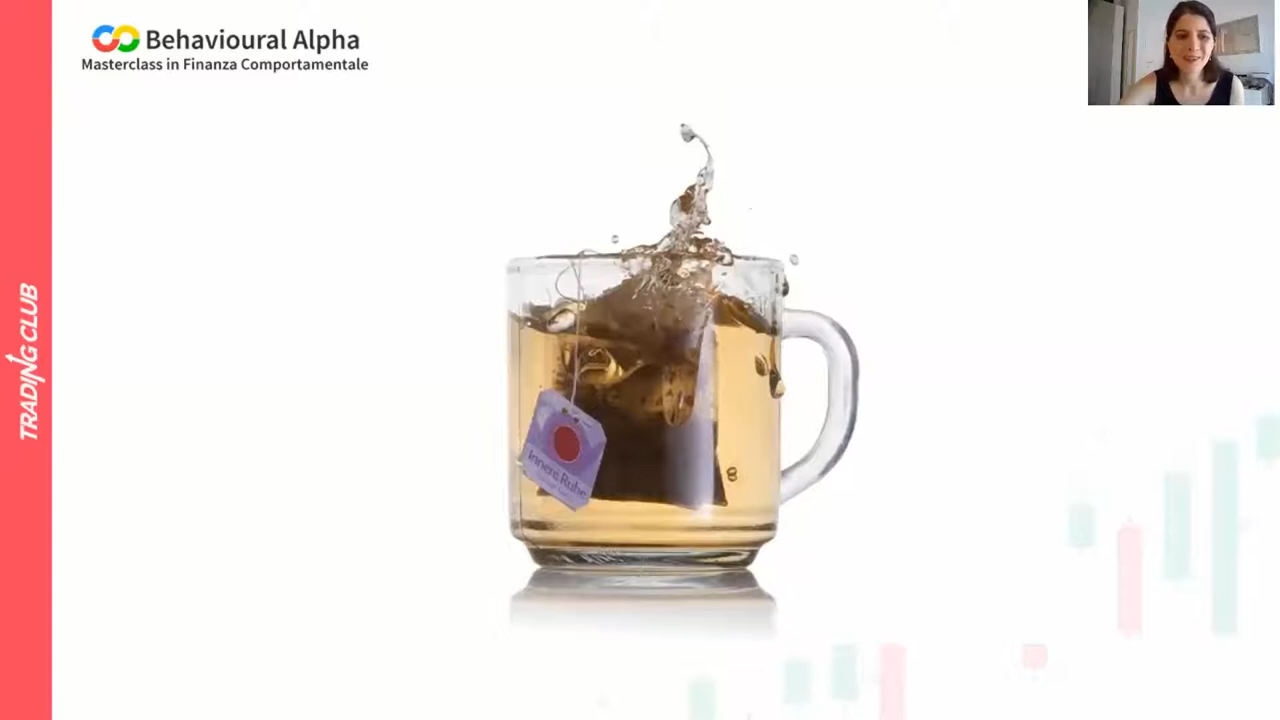 Behavioural Alpha
Masterclass in Finanza Comportamentale
TRADING CLUB
Innere Ruhe